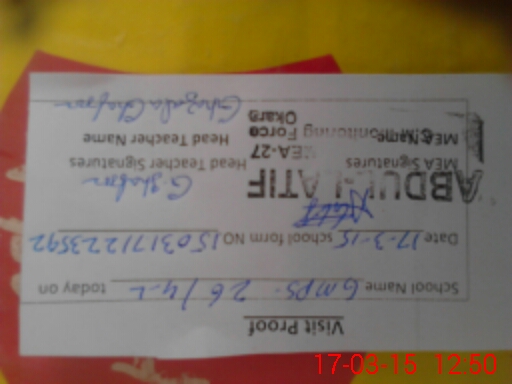 Visit Proof
School Name GMPS. 26/4-L today on
Date 17-3-15 school form NO 1503171223592
ABDUL LATIF
MEA Signatures Head Teacher Signatures
MEA-27
MEA Name Head Teacher Name
Monitoring Force
Okara
Ghazala
17-03-15 12:50